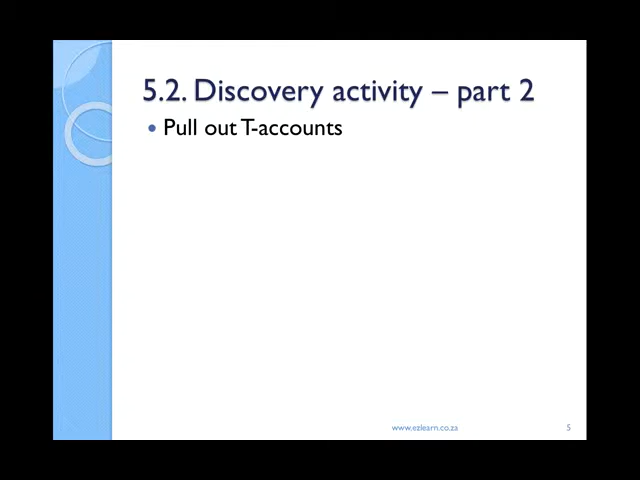 5.2. Discovery activity – part 2
• Pull out T-accounts
www.ezlearn.co.za
5